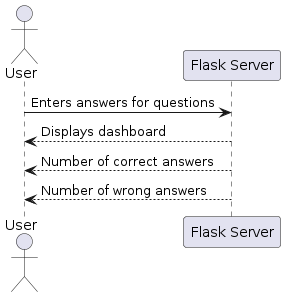 User
Flask Server
Enters answers for questions
Displays dashboard
Number of correct answers
Number of wrong answers
User
Flask Server